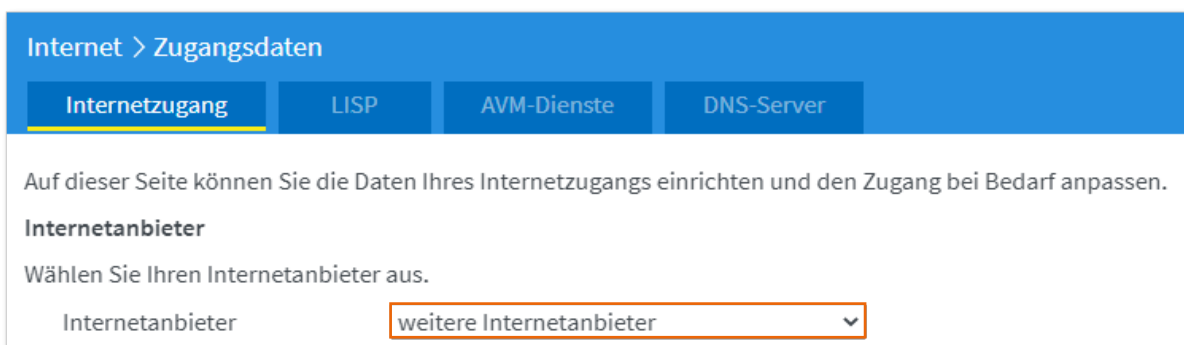 Internet > Zugangsdaten
Internetzugang LISP AVM-Dienste DNS-Server
Auf dieser Seite können Sie die Daten Ihres Internetzugangs einrichten und den Zugang bei Bedarf anpassen.
Internetanbieter
Wählen Sie Ihren Internetanbieter aus.
Internetanbieter weitere Internetanbieter